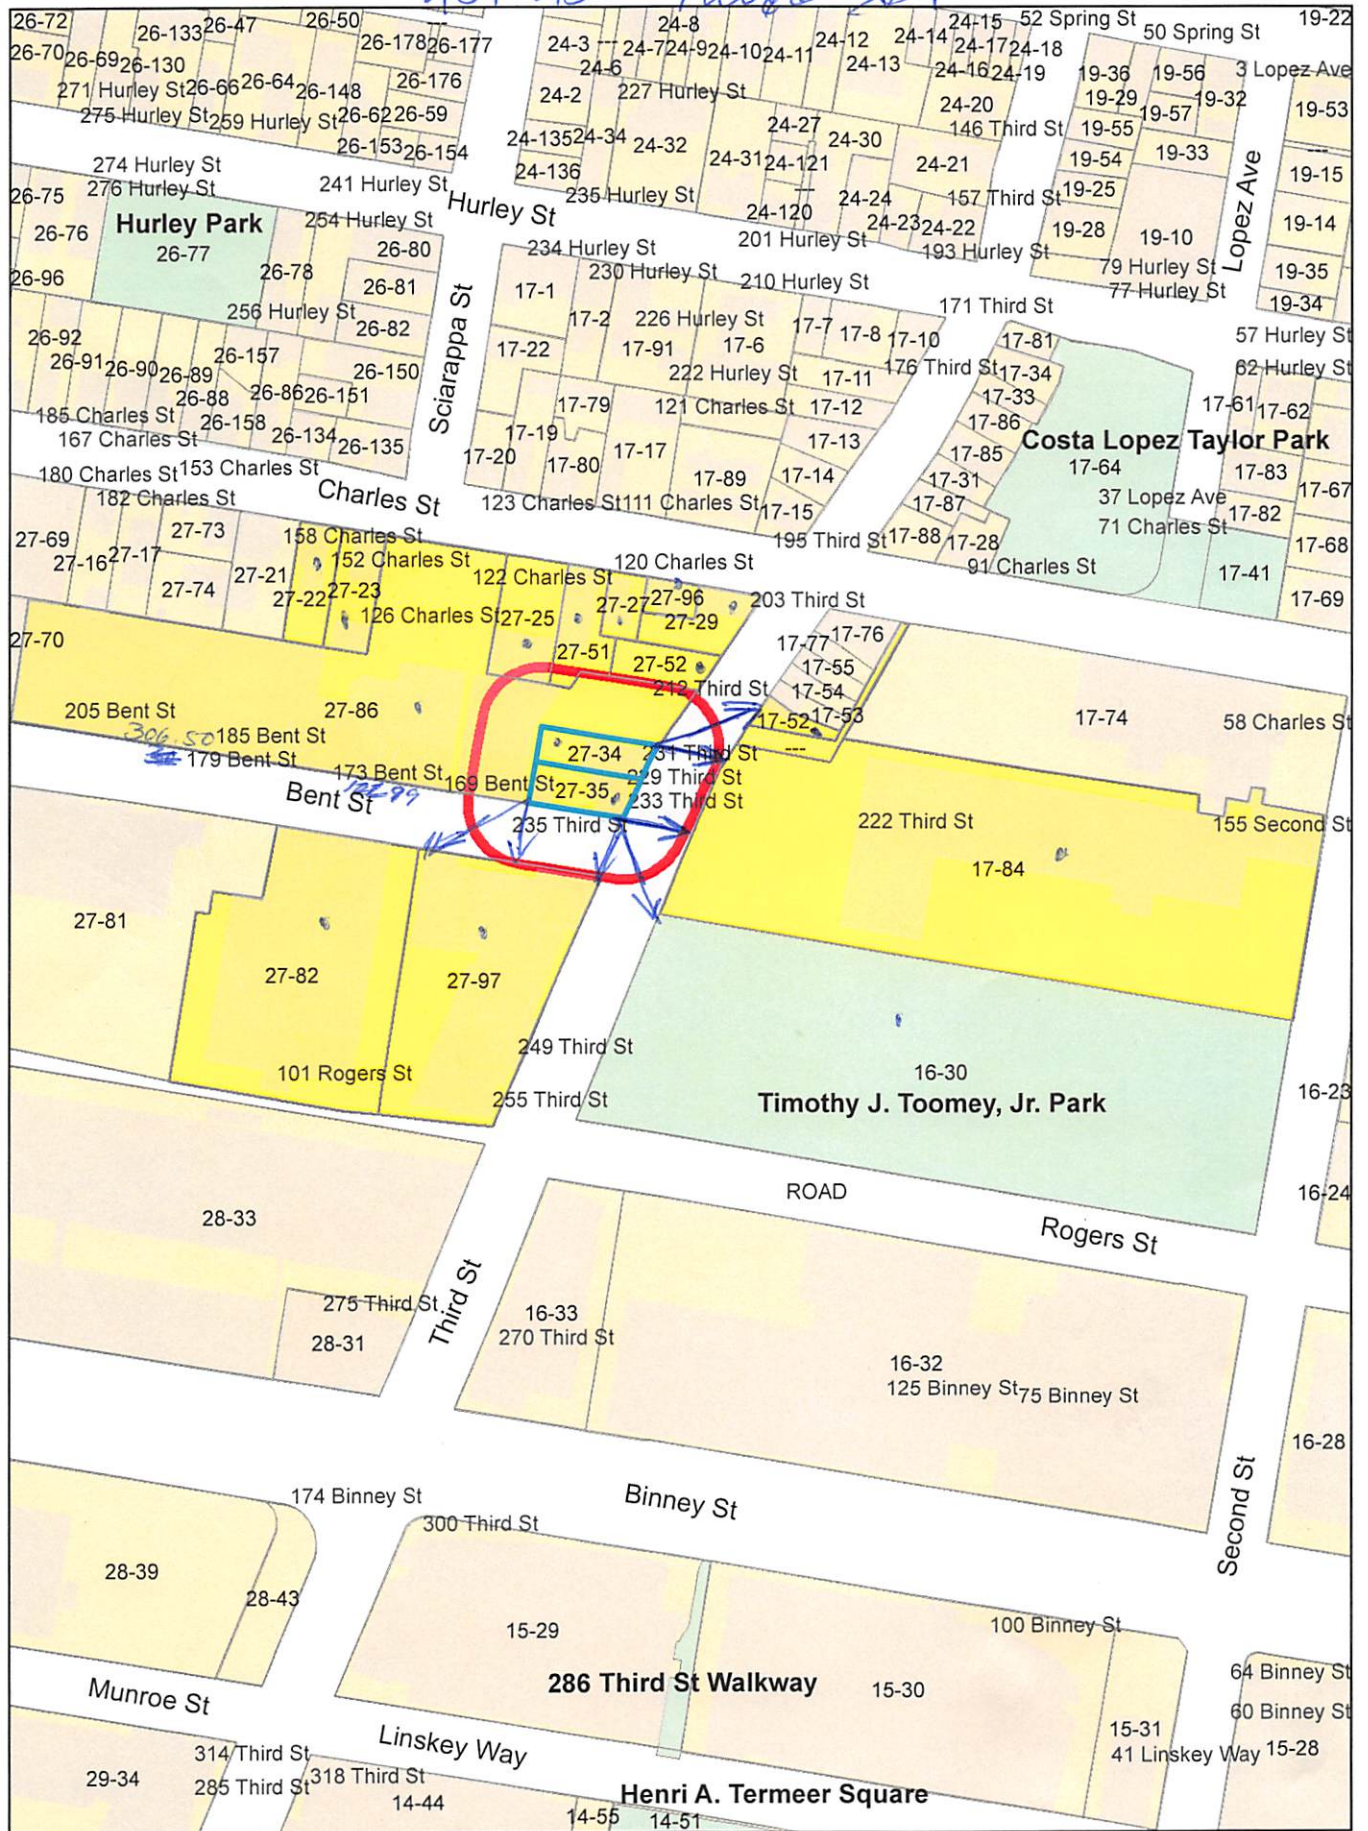 26-72
26-133
26-47
26-50
---
24-8
24-15
52 Spring St
50 Spring St
19-22
26-70
26-69
26-130
26-178
26-177
24-3
---
24-7
24-9
24-10
24-11
24-12
24-13
24-14
24-17
24-18
24-6
24-16
24-19
19-36
19-56
3 Lopez Ave
271 Hurley St
26-66
26-64
26-148
26-176
24-2
227 Hurley St
24-20
19-29
19-57
19-32
19-53
275 Hurley St
259 Hurley St
26-62
26-59
24-135
24-34
24-32
24-27
24-30
146 Third St
19-55
26-153
26-154
24-136
24-31
24-121
24-21
19-54
19-33
---
19-15
274 Hurley St
276 Hurley St
241 Hurley St
235 Hurley St
---
24-24
157 Third St
19-25
Lopez Ave
26-75
Hurley Park
254 Hurley St
Hurley St
24-120
24-23
24-22
19-28
19-10
19-14
26-76
26-77
26-80
234 Hurley St
201 Hurley St
193 Hurley St
26-96
26-78
26-81
17-1
230 Hurley St
210 Hurley St
79 Hurley St
77 Hurley St
19-35
19-34
256 Hurley St
26-82
Sciarappa St
17-2
226 Hurley St
17-7
17-8
17-10
171 Third St
17-81
57 Hurley St
26-92
26-91
26-90
26-89
26-157
26-150
17-22
17-91
17-6
222 Hurley St
17-11
176 Third St
17-34
62 Hurley St
26-88
26-86
26-151
17-79
121 Charles St
17-12
17-33
17-61
17-62
185 Charles St
26-158
26-134
26-135
17-19
17-17
17-13
17-86
Costa Lopez Taylor Park
167 Charles St
17-20
17-80
17-89
17-14
17-85
17-64
17-83
17-67
180 Charles St
153 Charles St
Charles St
123 Charles St
111 Charles St
17-15
17-31
17-87
37 Lopez Ave
17-82
182 Charles St
71 Charles St
27-69
27-73
158 Charles St
195 Third St
17-88
17-28
17-68
27-16
27-17
152 Charles St
120 Charles St
91 Charles St
17-41
27-74
27-21
27-22
27-23
122 Charles St
27-27
27-96
203 Third St
17-69
126 Charles St
27-25
27-29
27-70
27-51
27-52
17-77
17-76
17-55
212 Third St
17-54
205 Bent St
27-86
17-52
17-53
17-74
58 Charles St
306.50
185 Bent St
27-34
231 Third St
---
179 Bent St
173 Bent St
169 Bent St
229 Third St
Bent St
27-35
233 Third St
235 Third St
222 Third St
155 Second St
17-84
27-81
27-82
27-97
249 Third St
101 Rogers St
16-30
16-23
255 Third St
Timothy J. Toomey, Jr. Park
ROAD
16-24
28-33
Rogers St
Third St
275 Third St
28-31
16-33
270 Third St
16-32
125 Binney St
75 Binney St
16-28
Second St
174 Binney St
300 Third St
Binney St
28-39
28-43
15-29
100 Binney St
286 Third St Walkway
15-30
64 Binney St
60 Binney St
Munroe St
15-31
Linskey Way
41 Linskey Way
15-28
314 Third St
29-34
285 Third St
318 Third St
14-44
Henri A. Termeer Square
14-55
14-51